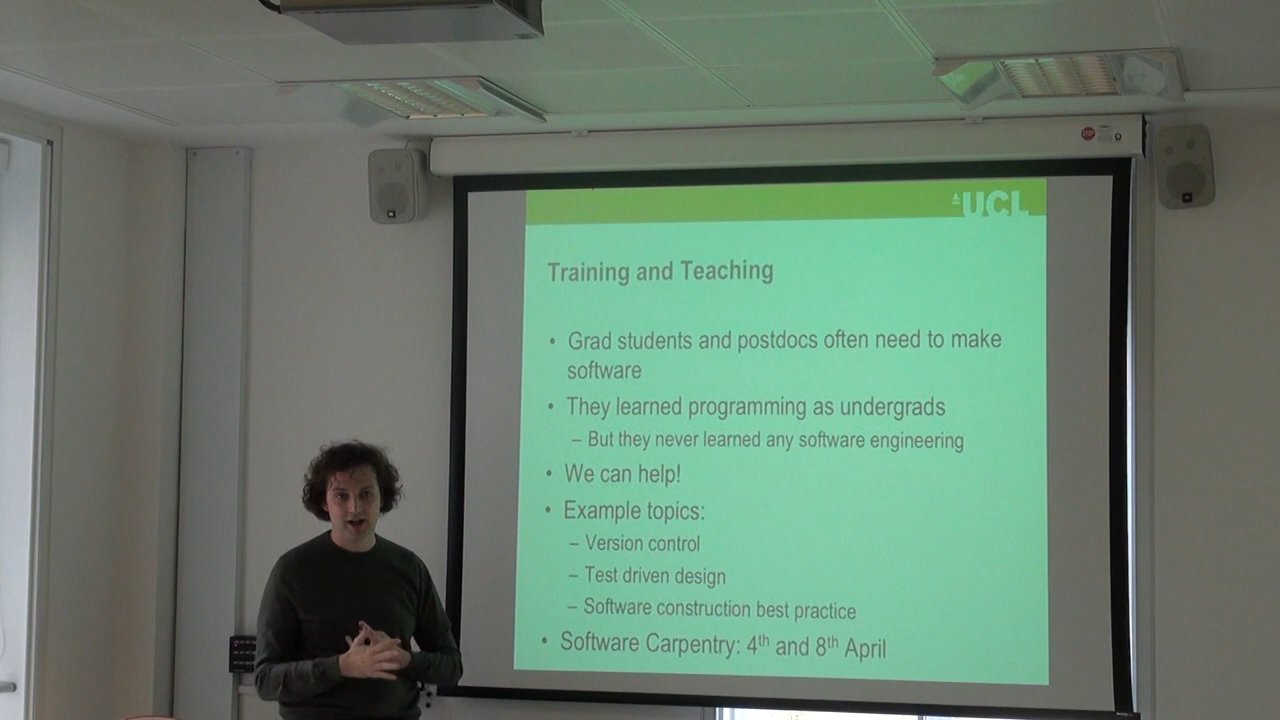 STOP
UCL
Training and Teaching
• Grad students and postdocs often need to make
software
• They learned programming as undergrads
– But they never learned any software engineering
• We can help!
• Example topics:
– Version control
– Test driven design
– Software construction best practice
• Software Carpentry: 4th and 8th April